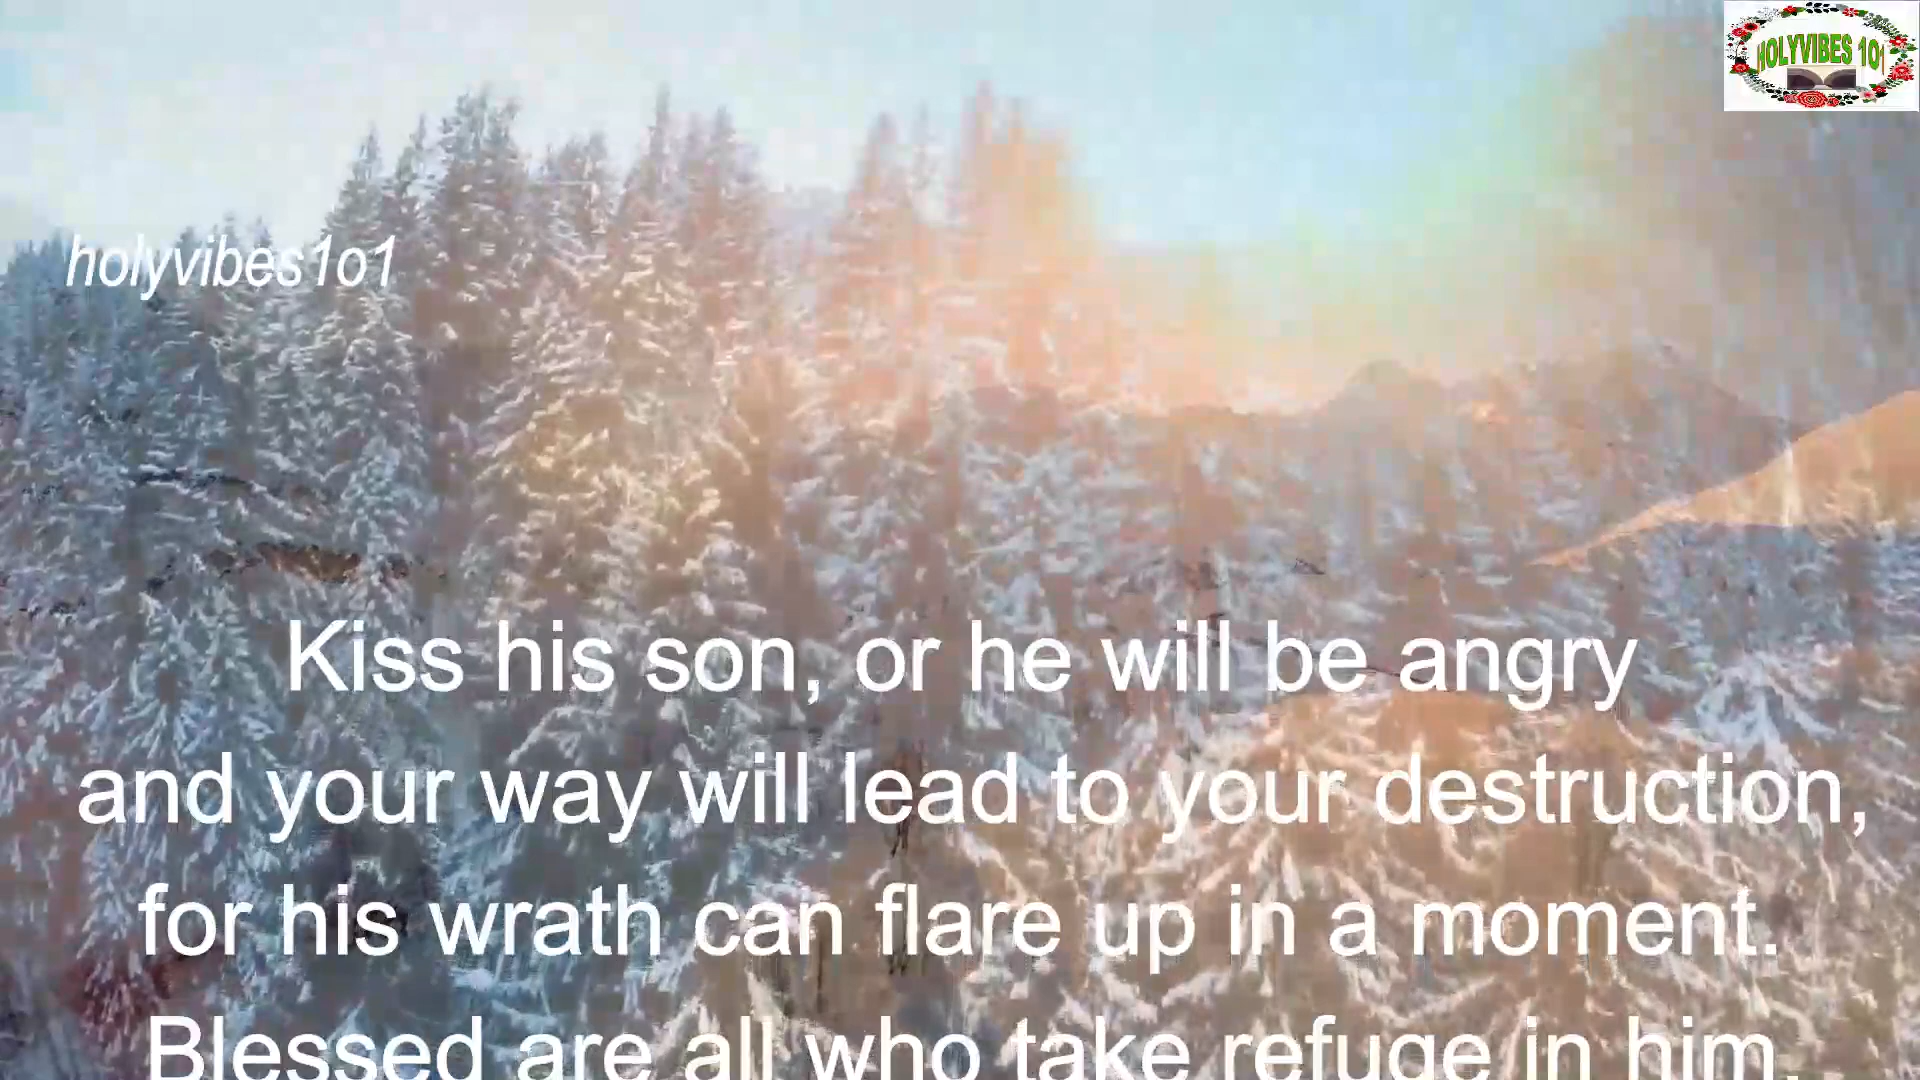 HOLYVIBES 1o1
holyvibes1o1
Kiss his son, or he will be angry
and your way will lead to your destruction,
for his wrath can flare up in a moment.
Blessed are all who take refuge in him.